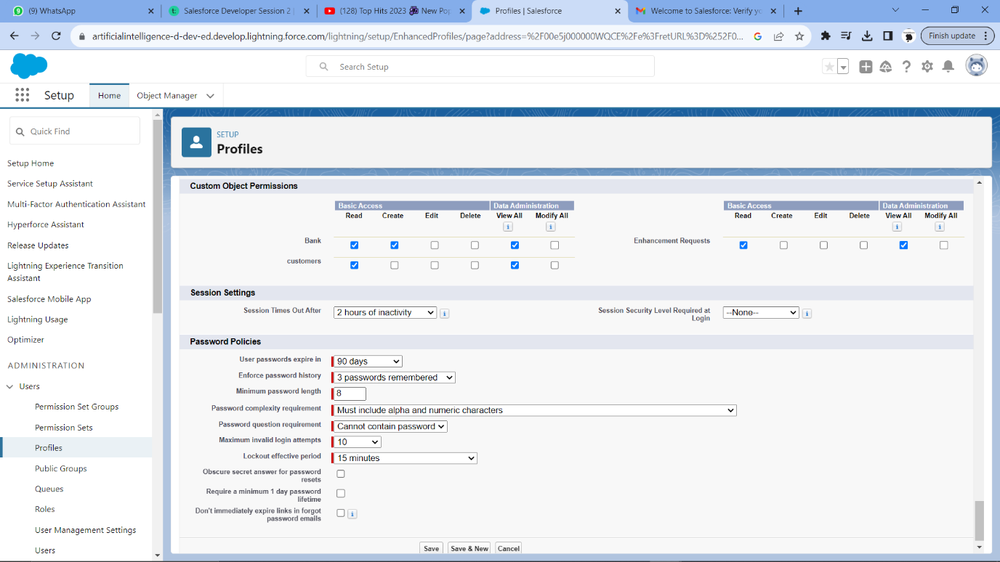 (9) WhatsApp
Salesforce Developer Session 2 |
(128) Top Hits 2023 New Pop
Profiles | Salesforce
Welcome to Salesforce: Verify yo
artificialintelligence-d-dev-ed.develop.lightning.force.com/lightning/setup/EnhancedProfiles/page?address=%2F00e5j000000WQCE%2Fe%3FretURL%3D%252F0...
Finish update
Search Setup
Setup
Home
Object Manager
Quick Find
Setup Home
Service Setup Assistant
Multi-Factor Authentication Assistant
Hyperforce Assistant
Release Updates
Lightning Experience Transition
Assistant
Salesforce Mobile App
Lightning Usage
Optimizer
ADMINISTRATION
Users
Permission Set Groups
Permission Sets
Profiles
Public Groups
Queues
Roles
User Management Settings
Users
SETUP
Profiles
Custom Object Permissions
Basic Access Data Administration
Read Create Edit Delete View All Modify All
Bank
customers
Basic Access Data Administration
Read Create Edit Delete View All Modify All
Enhancement Requests
Session Settings
Session Times Out After 2 hours of inactivity
Session Security Level Required at
Login
--None--
Password Policies
User passwords expire in 90 days
Enforce password history 3 passwords remembered
Minimum password length 8
Password complexity requirement Must include alpha and numeric characters
Password question requirement Cannot contain password
Maximum invalid login attempts 10
Lockout effective period 15 minutes
Obscure secret answer for password
resets
Require a minimum 1 day password
lifetime
Don't immediately expire links in forgot
password emails
Save Save & New Cancel